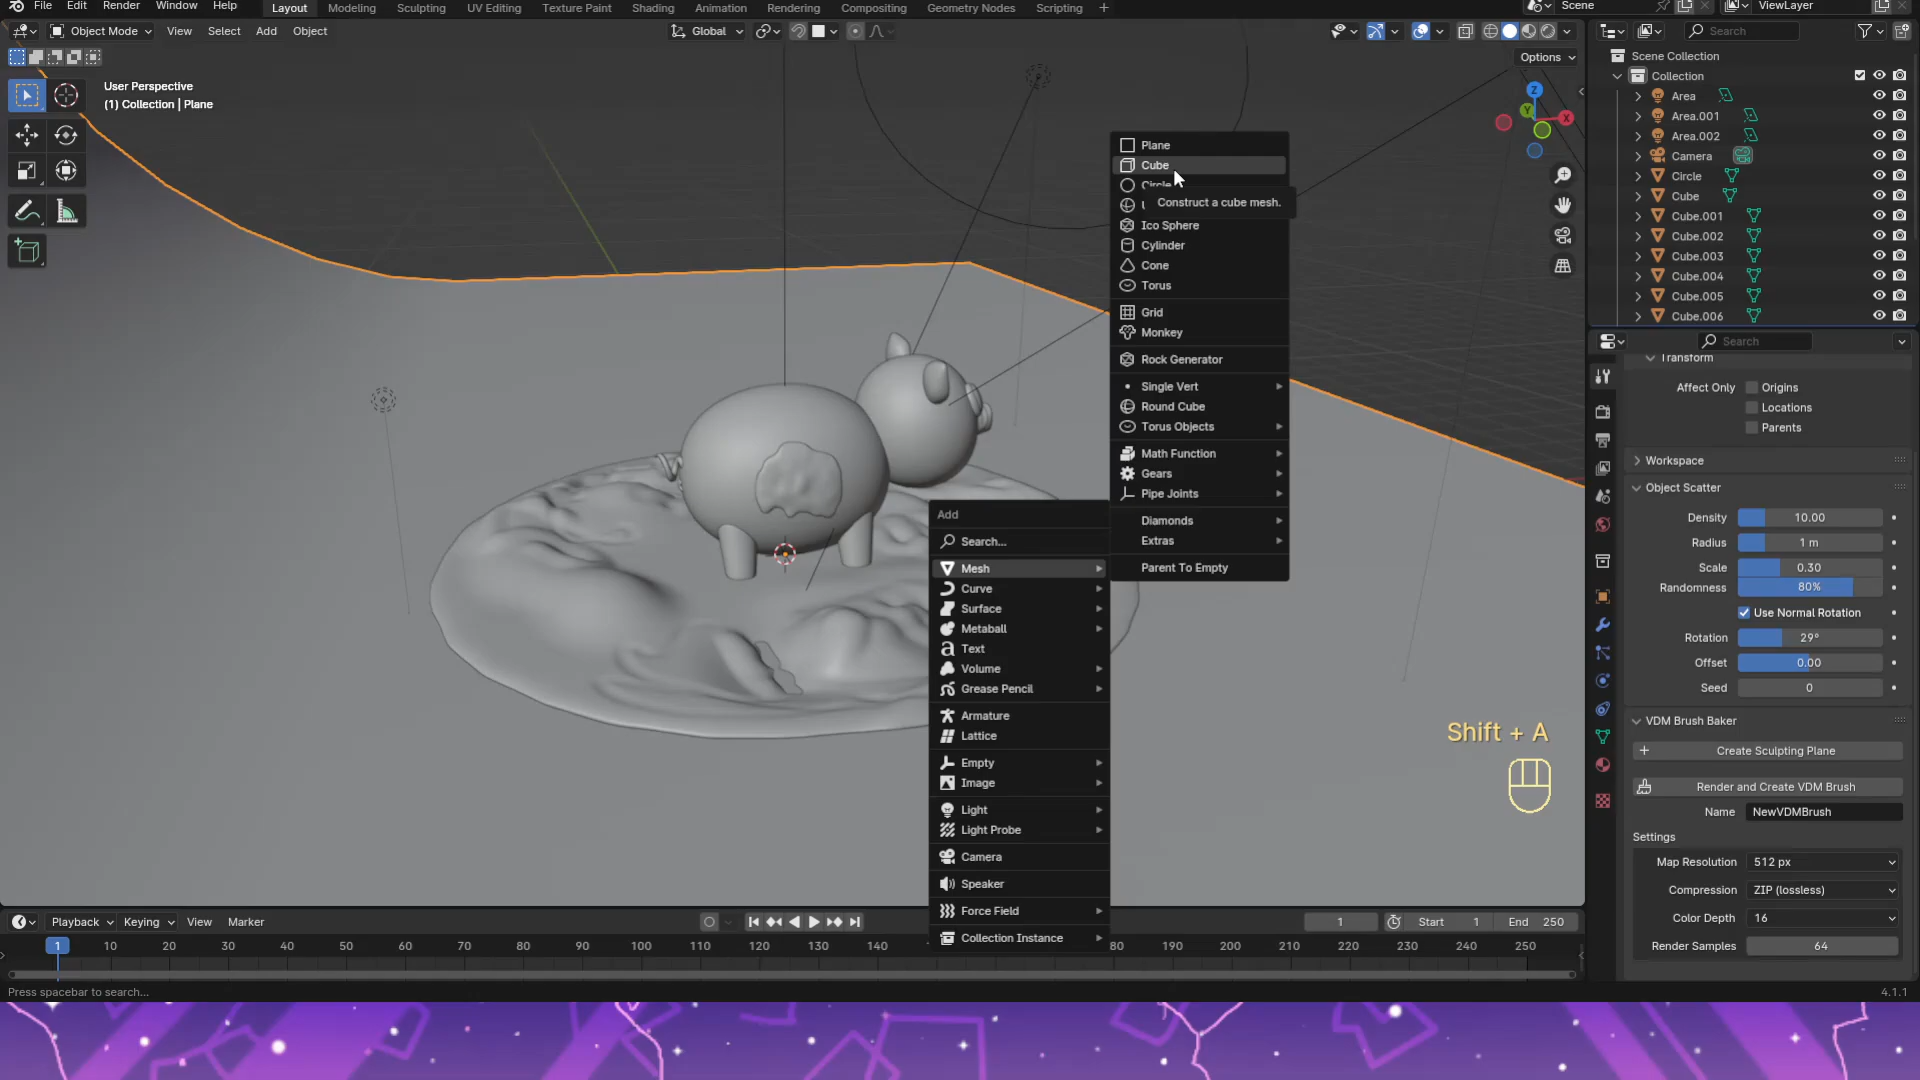 File Edit Render Window Help Layout Modeling Sculpting UV Editing Texture Paint Shading Animation Rendering Compositing Geometry Nodes Scripting + Scene ViewLayer
Object Mode View Select Add Object Global Search
Options
User Perspective
(1) Collection | Plane
Scene Collection
Collection
Area
Area.001
Area.002
Camera
Circle
Cube
Cube.001
Cube.002
Cube.003
Cube.004
Cube.005
Cube.006
Z
Y
X
Plane
Cube
Circle
Construct a cube mesh.
Ico Sphere
Cylinder
Cone
Torus
Grid
Monkey
Rock Generator
Single Vert
Round Cube
Torus Objects
Math Function
Gears
Pipe Joints
Diamonds
Extras
Parent To Empty
Add
Search...
Mesh
Curve
Surface
Metaball
Text
Volume
Grease Pencil
Armature
Lattice
Empty
Image
Light
Light Probe
Camera
Speaker
Force Field
Collection Instance
Shift + A
Search
Transform
Affect Only Origins
Locations
Parents
Workspace
Object Scatter
Density 10.00
Radius 1 m
Scale 0.30
Randomness 80%
Use Normal Rotation
Rotation 29°
Offset 0.00
Seed 0
VDM Brush Baker
Create Sculpting Plane
Render and Create VDM Brush
Name NewVDMBrush
Settings
Map Resolution 512 px
Compression ZIP (lossless)
Color Depth 16
Render Samples 64
Playback Keying View Marker 1 Start 1 End 250
1 10 20 30 40 50 60 70 80 90 100 110 120 130 140 80 190 200 210 220 230 240 250
Press spacebar to search... 4.1.1